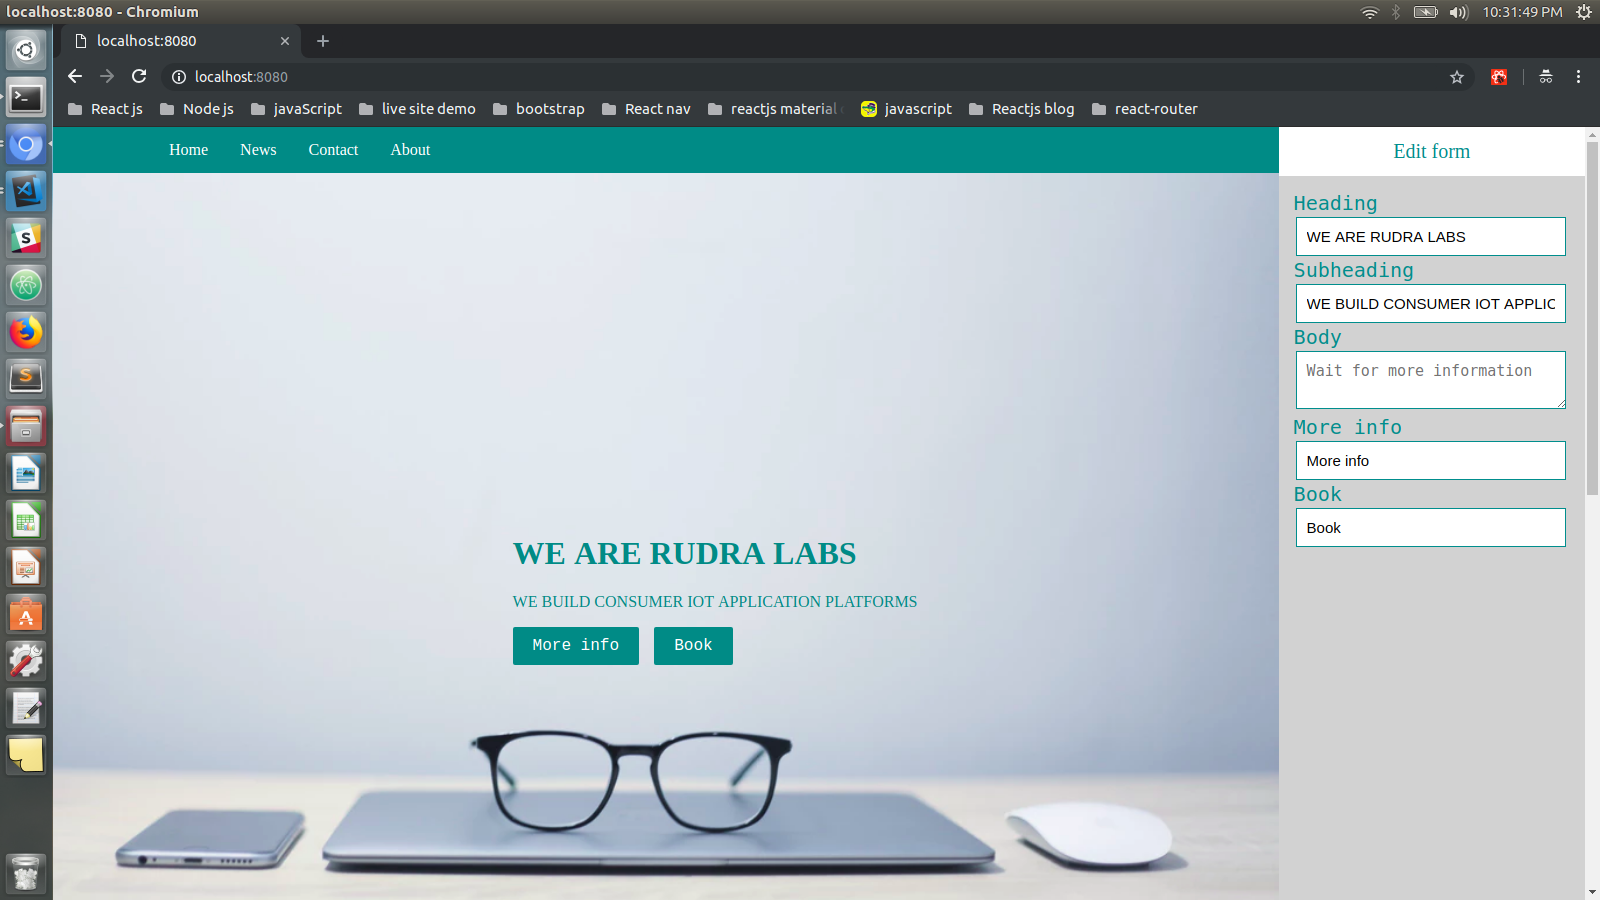 localhost:8080 - Chromium
10:31:49 PM
localhost:8080
localhost:8080
React js
Node js
javaScript
live site demo
bootstrap
React nav
reactjs material
javascript
Reactjs blog
react-router
Home
News
Contact
About
WE ARE RUDRA LABS
WE BUILD CONSUMER IOT APPLICATION PLATFORMS
More info
Book
Edit form
Heading
WE ARE RUDRA LABS
Subheading
WE BUILD CONSUMER IOT APPLIC
Body
Wait for more information
More info
More info
Book
Book